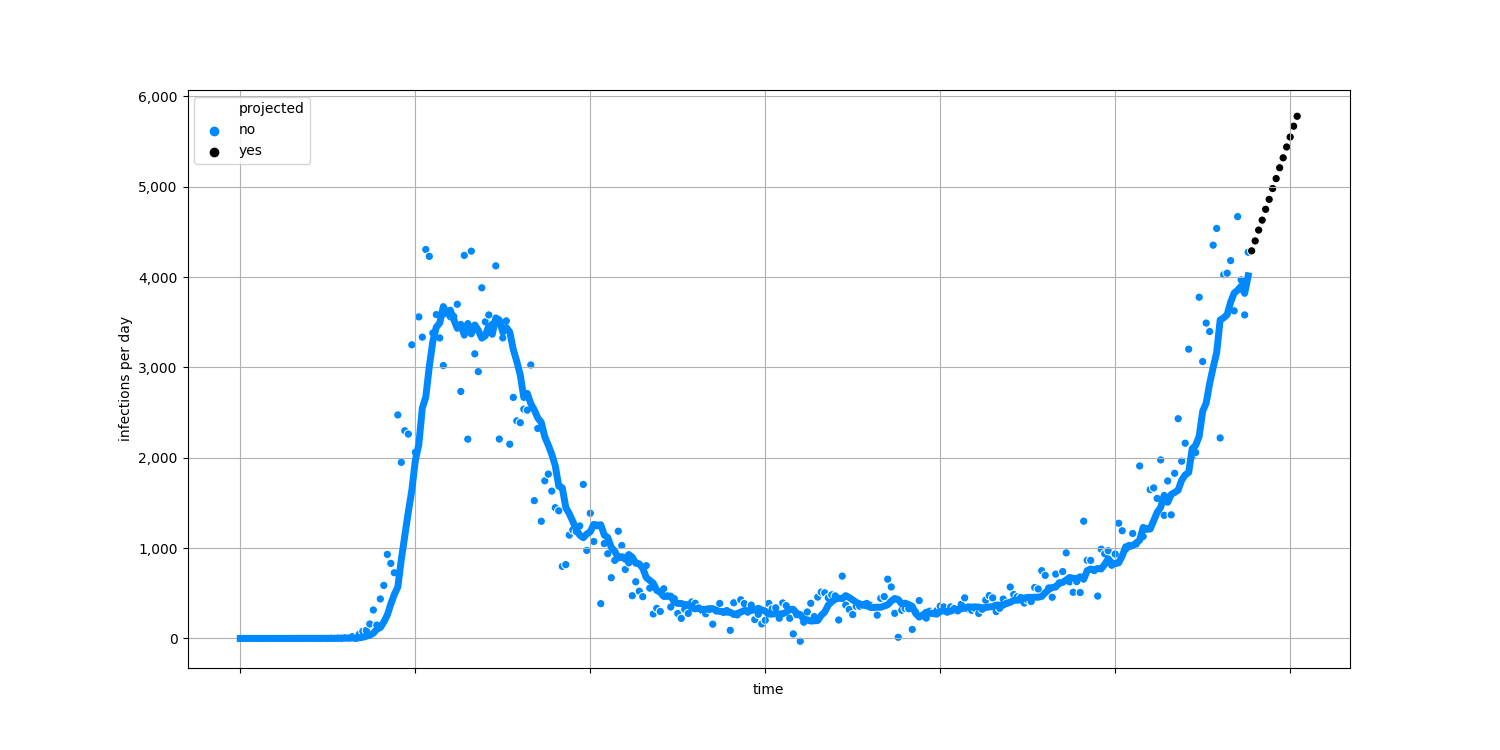 6,000
projected
no
yes
5,000
4,000
3,000
2,000
1,000
0
infections per day
time